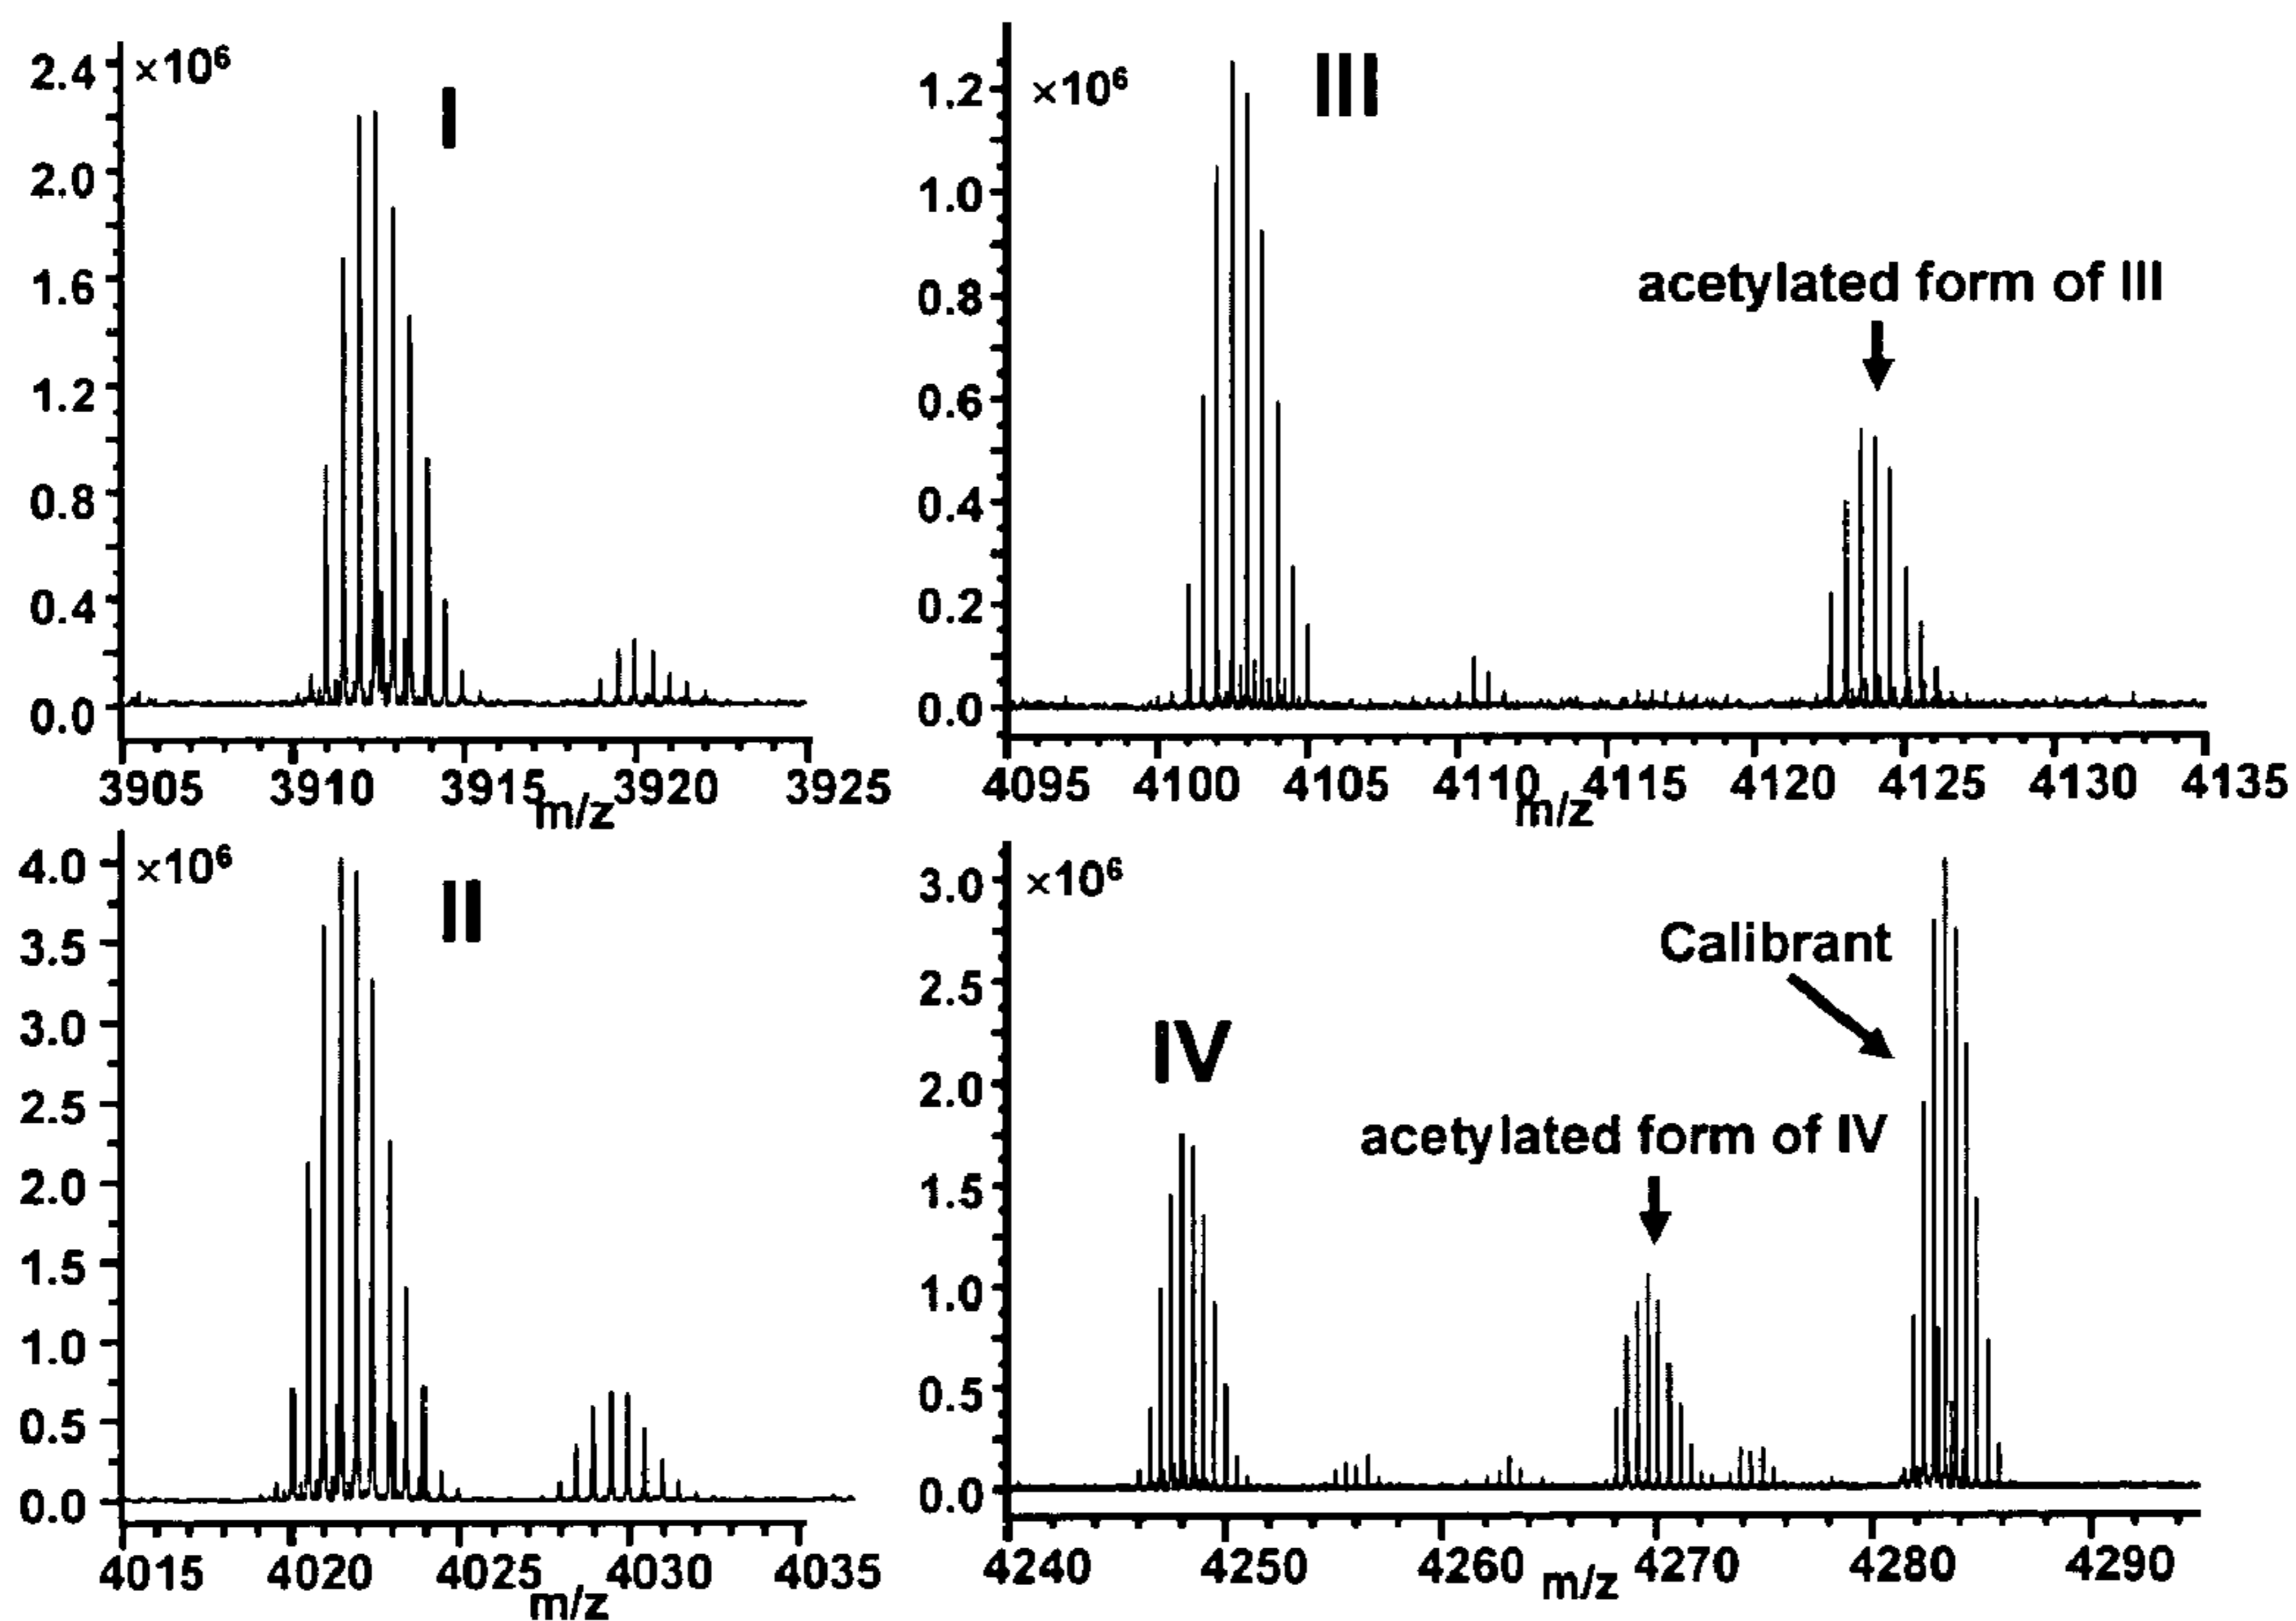 ×10⁶
I
2.4
2.0
1.6
1.2
0.8
0.4
0.0
3905 3910 3915 3920 3925
m/z
×10⁶
III
acetylated form of III
1.2
1.0
0.8
0.6
0.4
0.2
0.0
4095 4100 4105 4110 4115 4120 4125 4130 4135
m/z
×10⁶
II
4.0
3.5
3.0
2.5
2.0
1.5
1.0
0.5
0.0
4015 4020 4025 4030 4035
m/z
×10⁶
IV
acetylated form of IV
Calibrant
3.0
2.5
2.0
1.5
1.0
0.5
0.0
4240 4250 4260 4270 4280 4290
m/z